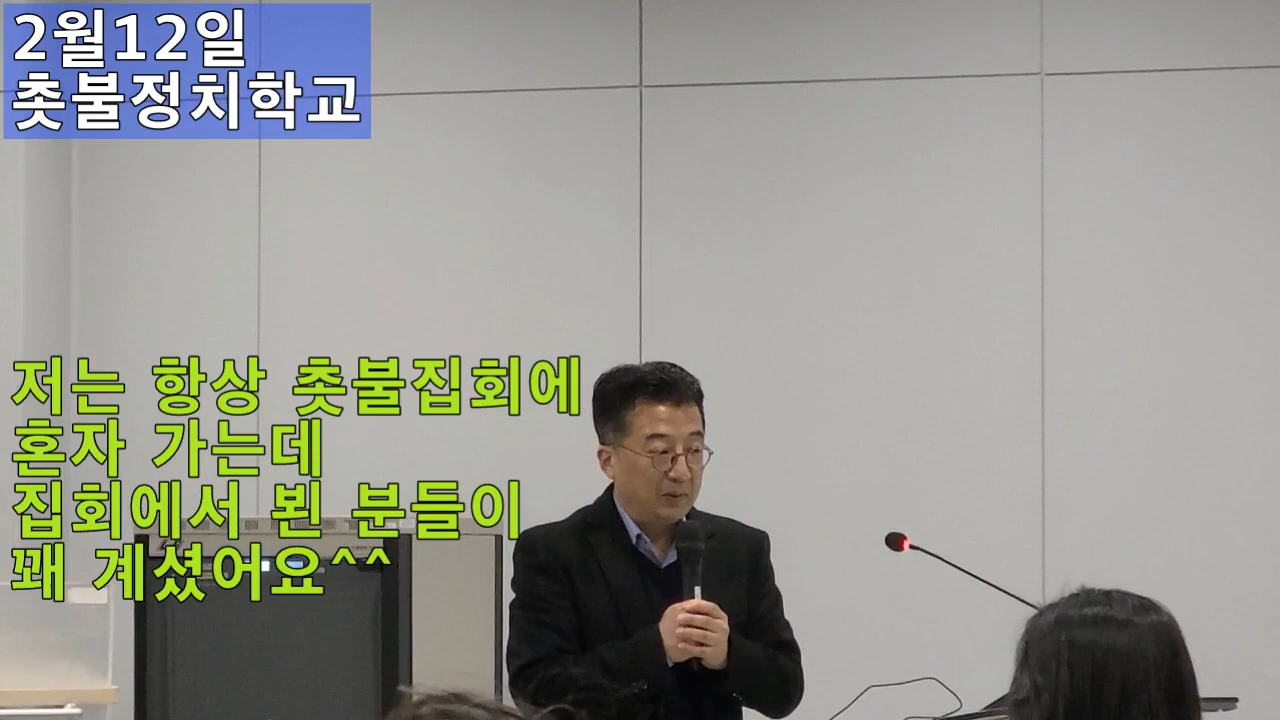 2월12일
촛불정치학교
저는 항상 촛불집회에
혼자 가는데
집회에서 뵌 분들이
꽤 계셨어요^^